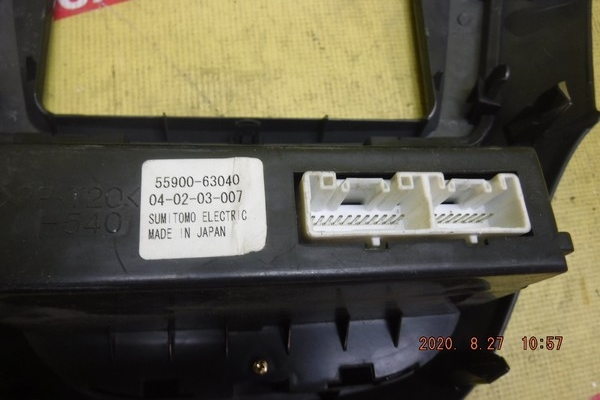 55900-63040
04-02-03-007
SUMITOMO ELECTRIC
MADE IN JAPAN
2020. 8.27 10:57